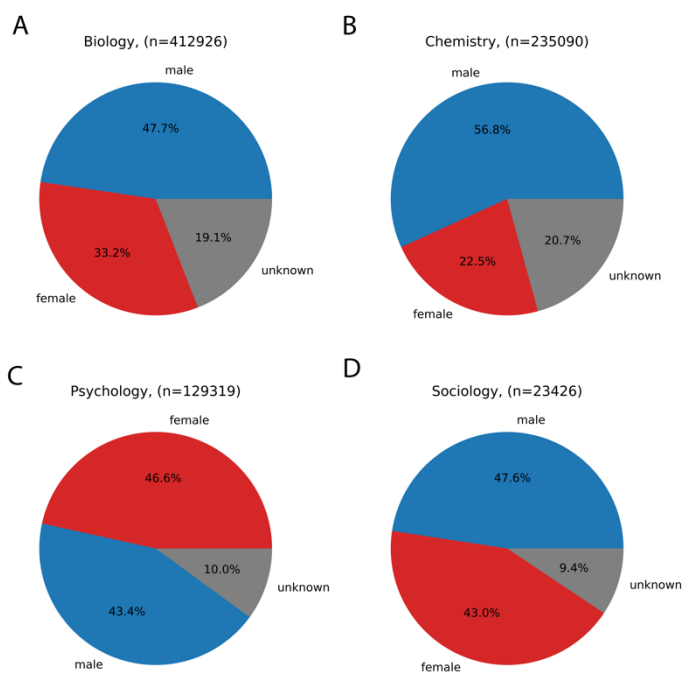 A
Biology, (n=412926)
male
47.7%
33.2%
19.1%
female
unknown
B
Chemistry, (n=235090)
male
56.8%
22.5%
20.7%
female
unknown
C
Psychology, (n=129319)
female
46.6%
43.4%
10.0%
male
unknown
D
Sociology, (n=23426)
male
47.6%
43.0%
9.4%
female
unknown